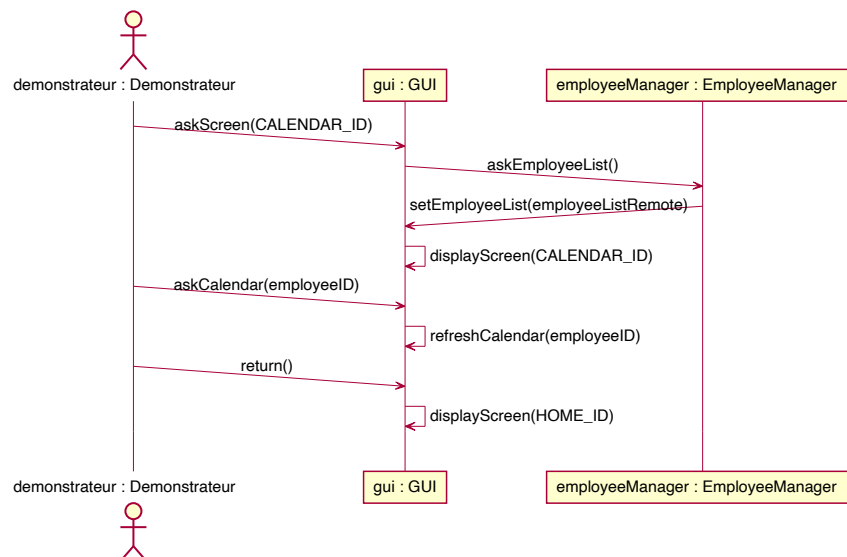 demonstrateur : Demonstrateur
gui : GUI
employeeManager : EmployeeManager
askScreen(CALENDAR_ID)
askEmployeeList()
setEmployeeList(employeeListRemote)
displayScreen(CALENDAR_ID)
askCalendar(employeeID)
refreshCalendar(employeeID)
return()
displayScreen(HOME_ID)
demonstrateur : Demonstrateur
gui : GUI
employeeManager : EmployeeManager